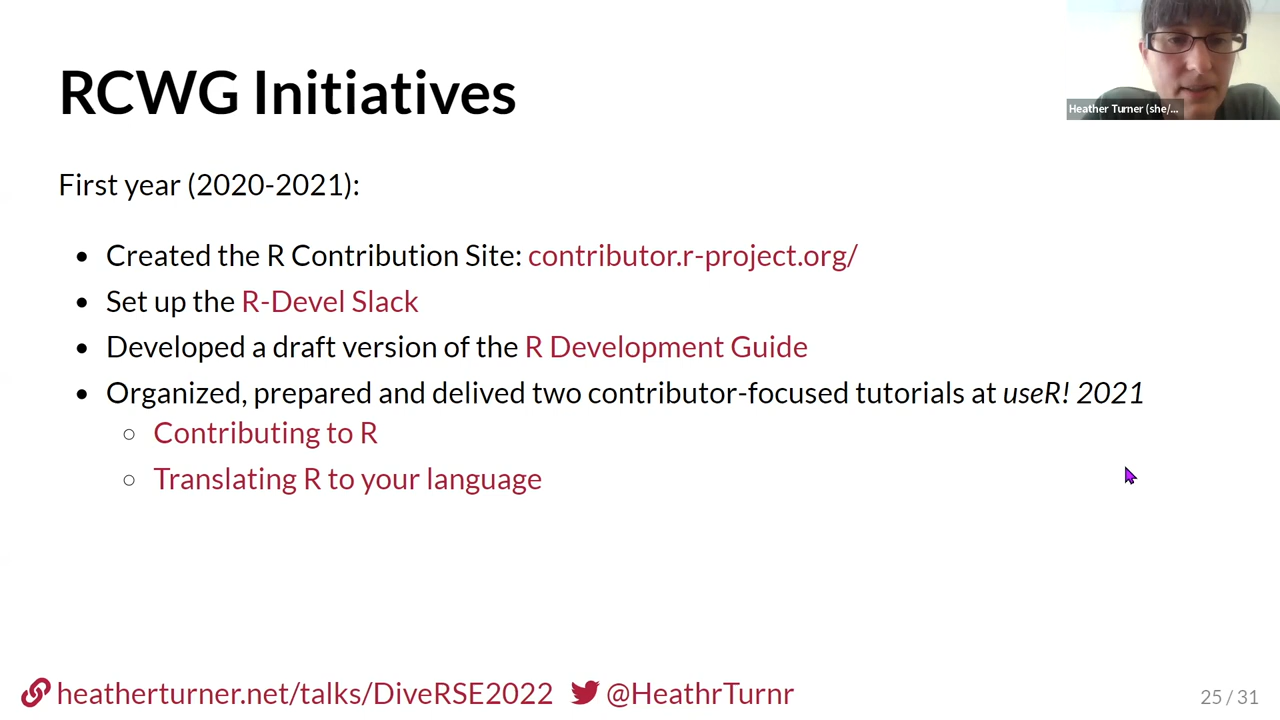 RCWG Initiatives
Heather Turner (she/...
First year (2020-2021):
Created the R Contribution Site: contributor.r-project.org/
Set up the R-Devel Slack
Developed a draft version of the R Development Guide
Organized, prepared and delived two contributor-focused tutorials at useR! 2021
Contributing to R
Translating R to your language
heatherturner.net/talks/DiveRSE2022 @HeathrTurnr
25 / 31